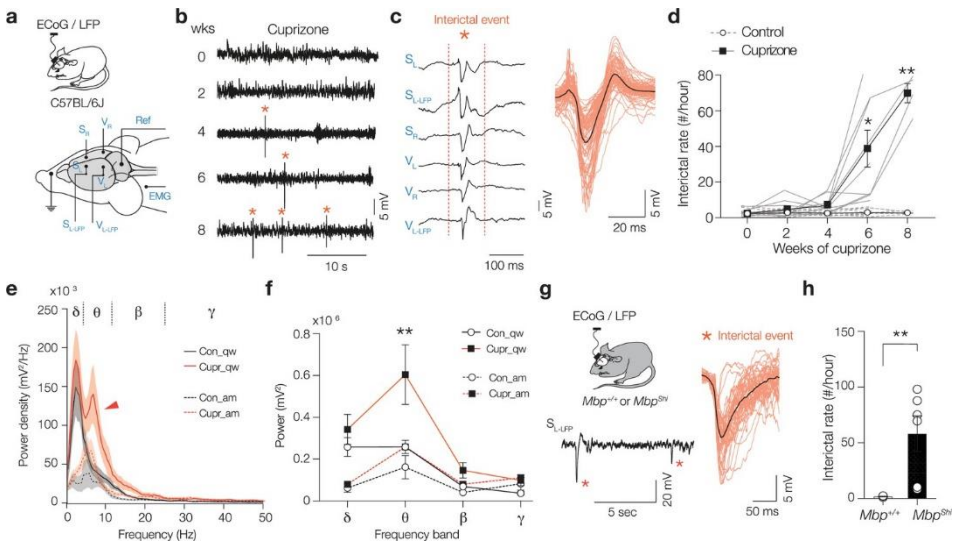 a
ECoG / LFP
C57BL/6J
S_R
V_R
Ref
S_L
V_L
EMG
S_L-LFP
V_L-LFP
b
wks
Cuprizone
0
2
4
*
6
*
8
* * *
5 mV
10 s
c
Interictal event
*
S_L
S_L-LFP
S_R
V_L
V_R
V_L-LFP
5 mV
100 ms
5 mV
20 ms
d
Control
Cuprizone
Interictal rate (#/hour)
80
60
40
20
0
*
**
0 2 4 6 8
Weeks of cuprizone
e
x10 ³
δ θ β γ
Power density (mV²/Hz)
250
200
150
100
50
0
Con_qw
Cupr_qw
Con_am
Cupr_am
0 10 20 30 40 50
Frequency (Hz)
f
x10 ⁻⁶
Power (mV²)
0.8
0.6
0.4
0.2
0
**
Con_qw
Cupr_qw
Con_am
Cupr_am
δ θ β γ
Frequency band
g
ECoG / LFP
* Interictal event
Mbp⁺/⁺ or Mbp^Shi
S_L-LFP
*
*
20 mV
5 sec
5 mV
50 ms
h
Interictal rate (#/hour)
150
100
50
0
**
Mbp⁺/⁺ Mbp^Shi